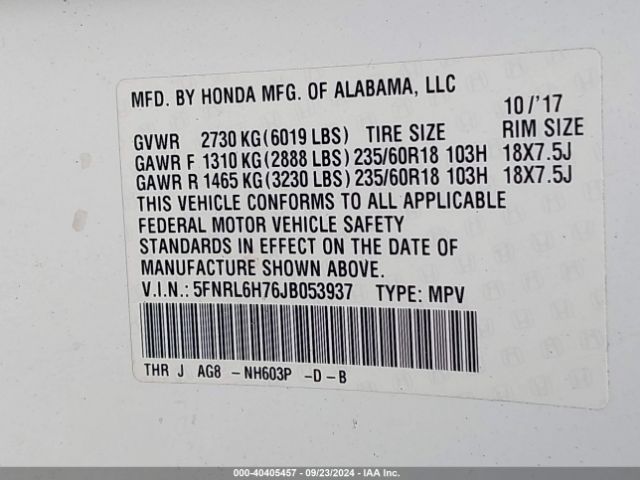 MFD. BY HONDA MFG. OF ALABAMA, LLC
10/'17
GVWR 2730 KG(6019 LBS) TIRE SIZE RIM SIZE
GAWR F 1310 KG(2888 LBS) 235/60R18 103H 18X7.5J
GAWR R 1465 KG(3230 LBS) 235/60R18 103H 18X7.5J
THIS VEHICLE CONFORMS TO ALL APPLICABLE
FEDERAL MOTOR VEHICLE SAFETY
STANDARDS IN EFFECT ON THE DATE OF
MANUFACTURE SHOWN ABOVE.
V.I.N.: 5FNRL6H76JB053937 TYPE: MPV
THR J AG8 -NH603P -D-B
000-40405457 - 09/23/2024 - IAAI.COM